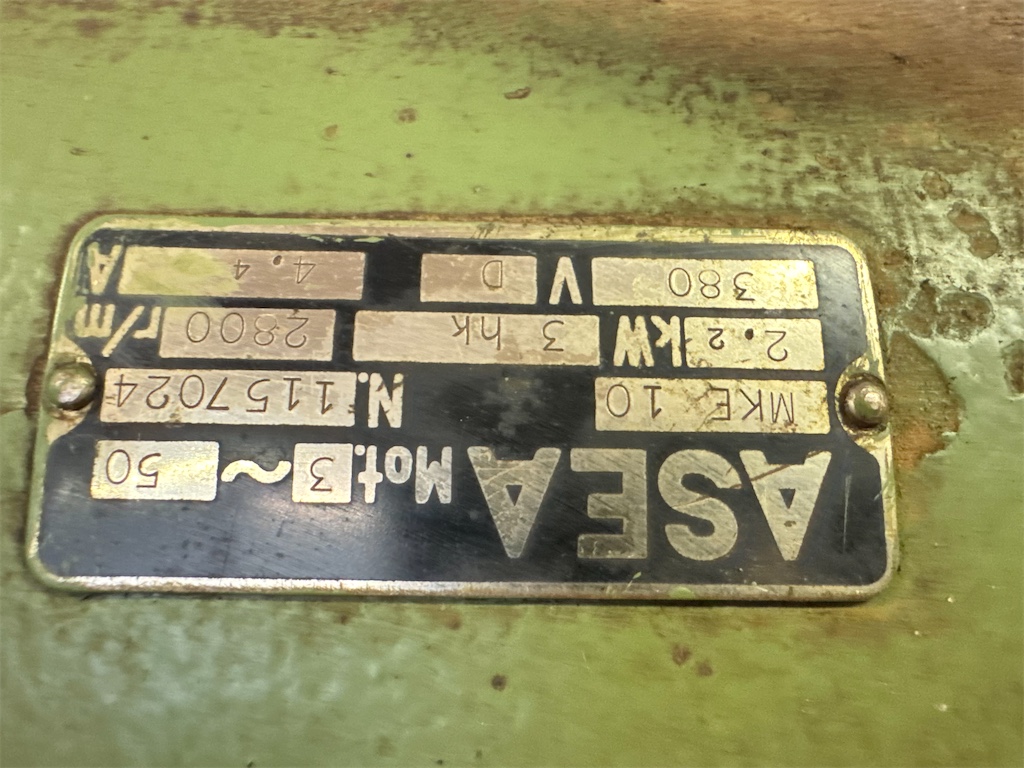 ASEA Mot. 3 ~ 50
MKE 10 N. 1157024
2.2 kW 3 hk 2800 r/m
380 V D 4.4 A